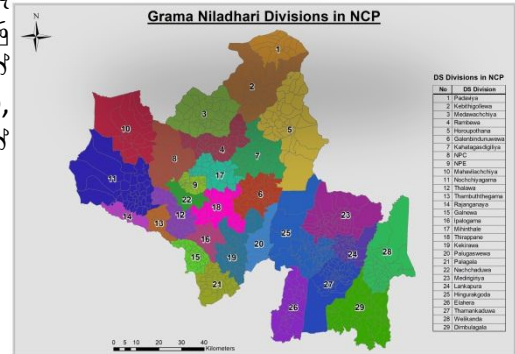 Grama Niladhari Divisions in NCP
N
DS Divisions in NCP
No DS Division
1 Padaviya
2 Kebithigollewa
3 Medawachchiya
4 Rambewa
5 Horoupothana
6 Galenbindunuwewa
7 Kahatagasdigiliya
8 NPC
9 NPE
10 Mahavilachchiya
11 Nochchiyagama
12 Thalawa
13 Thambuththegama
14 Rajanganaya
15 Galnewa
16 Ipalogama
17 Mihinthale
18 Thirappane
19 Kekirawa
20 Palugaswewa
21 Palagala
22 Nachchaduwa
23 Medirigiriya
24 Lankapura
25 Hingurakgoda
26 Elahera
27 Thamankaduwa
28 Welikanda
29 Dimbulagala
1
2
3
5
10
4
7
8
17
11
9
6
22
18
14
12
13
23
16
25
20
24
15
19
28
21
27
26
29
0 5 10 20 30 40
Kilometers